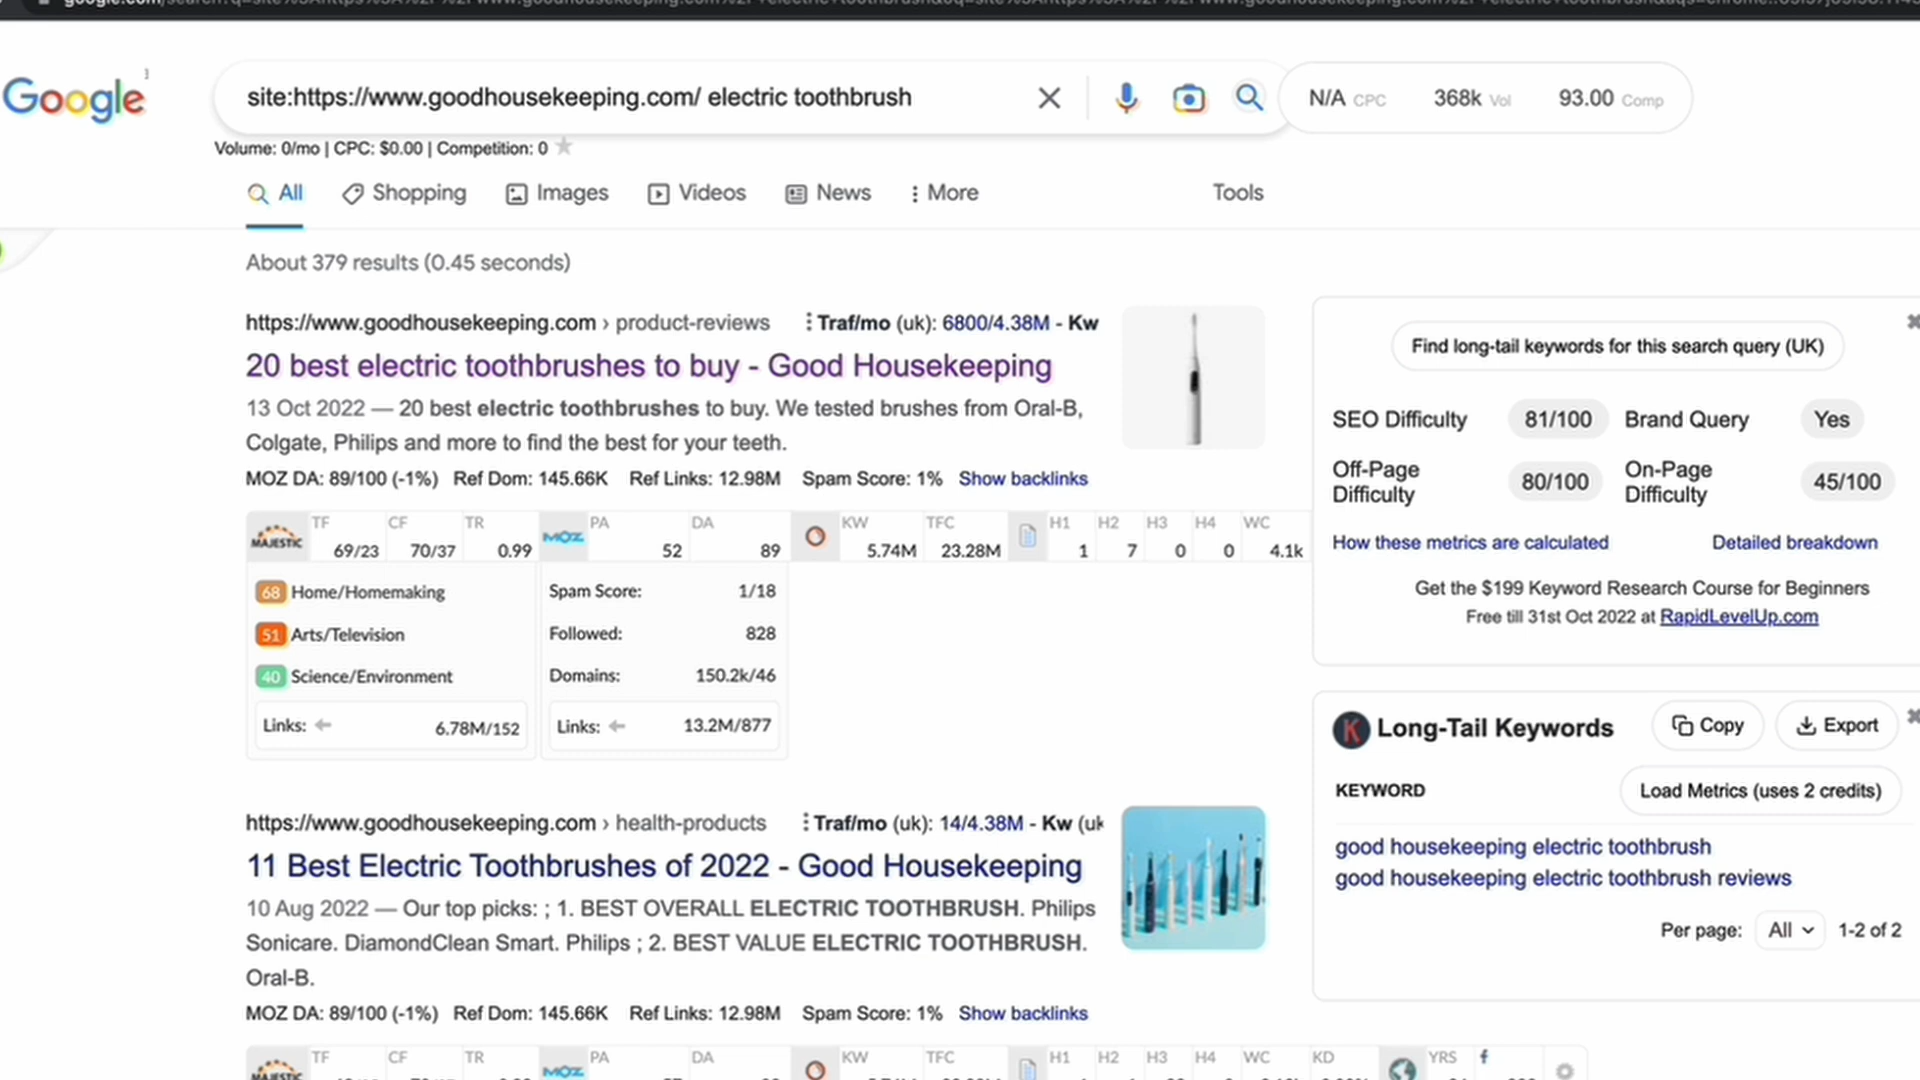 Google
site:https://www.goodhousekeeping.com/ electric toothbrush
N/A CPC 368k Vol 93.00 Comp
Volume: 0/mo | CPC: $0.00 | Competition: 0
All Shopping Images Videos News More Tools
About 379 results (0.45 seconds)
https://www.goodhousekeeping.com › product-reviews
Traf/mo (uk): 6800/4.38M - Kw
20 best electric toothbrushes to buy - Good Housekeeping
13 Oct 2022 — 20 best electric toothbrushes to buy. We tested brushes from Oral-B,
Colgate, Philips and more to find the best for your teeth.
MOZ DA: 89/100 (-1%) Ref Dom: 145.66K Ref Links: 12.98M Spam Score: 1% Show backlinks
MAJESTIC TF 69/23 CF 70/37 TR 0.99 MOZ PA 52 DA 89 KW 5.74M TFC 23.28M H1 1 H2 7 H3 0 H4 0 WC 4.1k
68 Home/Homemaking
51 Arts/Television
40 Science/Environment
Links: 6.78M/152
Spam Score: 1/18
Followed: 828
Domains: 150.2k/46
Links: 13.2M/877
https://www.goodhousekeeping.com › health-products
Traf/mo (uk): 14/4.38M - Kw (uk
11 Best Electric Toothbrushes of 2022 - Good Housekeeping
10 Aug 2022 — Our top picks: ; 1. BEST OVERALL ELECTRIC TOOTHBRUSH. Philips
Sonicare. DiamondClean Smart. Philips ; 2. BEST VALUE ELECTRIC TOOTHBRUSH.
Oral-B.
MOZ DA: 89/100 (-1%) Ref Dom: 145.66K Ref Links: 12.98M Spam Score: 1% Show backlinks
MAJESTIC TF CF TR MOZ PA DA KW TFC H1 H2 H3 H4 WC KD YRS
Find long-tail keywords for this search query (UK)
SEO Difficulty 81/100 Brand Query Yes
Off-Page Difficulty 80/100 On-Page Difficulty 45/100
How these metrics are calculated Detailed breakdown
Get the $199 Keyword Research Course for Beginners
Free till 31st Oct 2022 at RapidLevelUp.com
K Long-Tail Keywords Copy Export
KEYWORD Load Metrics (uses 2 credits)
good housekeeping electric toothbrush
good housekeeping electric toothbrush reviews
Per page: All 1-2 of 2